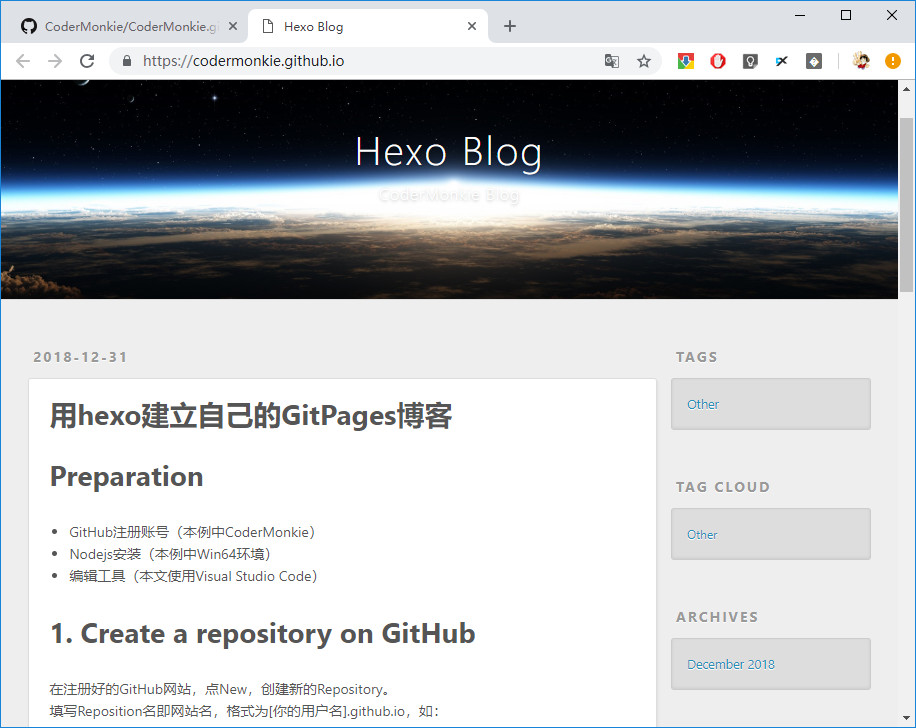 CoderMonkie/CoderMonkie.gi
Hexo Blog
https://codermonkie.github.io
Hexo Blog
CoderMonkie Blog
2018-12-31
用hexo建立自己的GitPages博客
Preparation
GitHub注册账号（本例中CoderMonkie）
Nodejs安装（本例中Win64环境）
编辑工具（本文使用Visual Studio Code）
1. Create a repository on GitHub
在注册好的GitHub网站，点New，创建新的Repository。
填写Reposition名即网站名，格式为[你的用户名].github.io，如：
TAGS
Other
TAG CLOUD
Other
ARCHIVES
December 2018